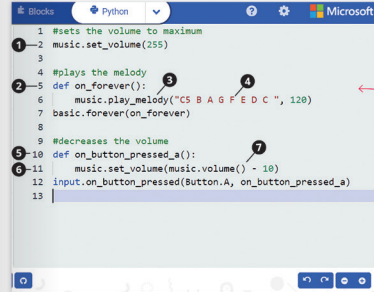 Blocks Python Microsoft
1 #sets the volume to maximum
1 2 music.set_volume(255)
3
4 #plays the melody 3 4
2 5 def on_forever():
6 music.play_melody("C5 B A G F E D C ", 120)
7 basic.forever(on_forever)
8
9 #decreases the volume 7
5 10 def on_button_pressed_a():
6 11 music.set_volume(music.volume() - 10)
12 input.on_button_pressed(Button.A, on_button_pressed_a)
13